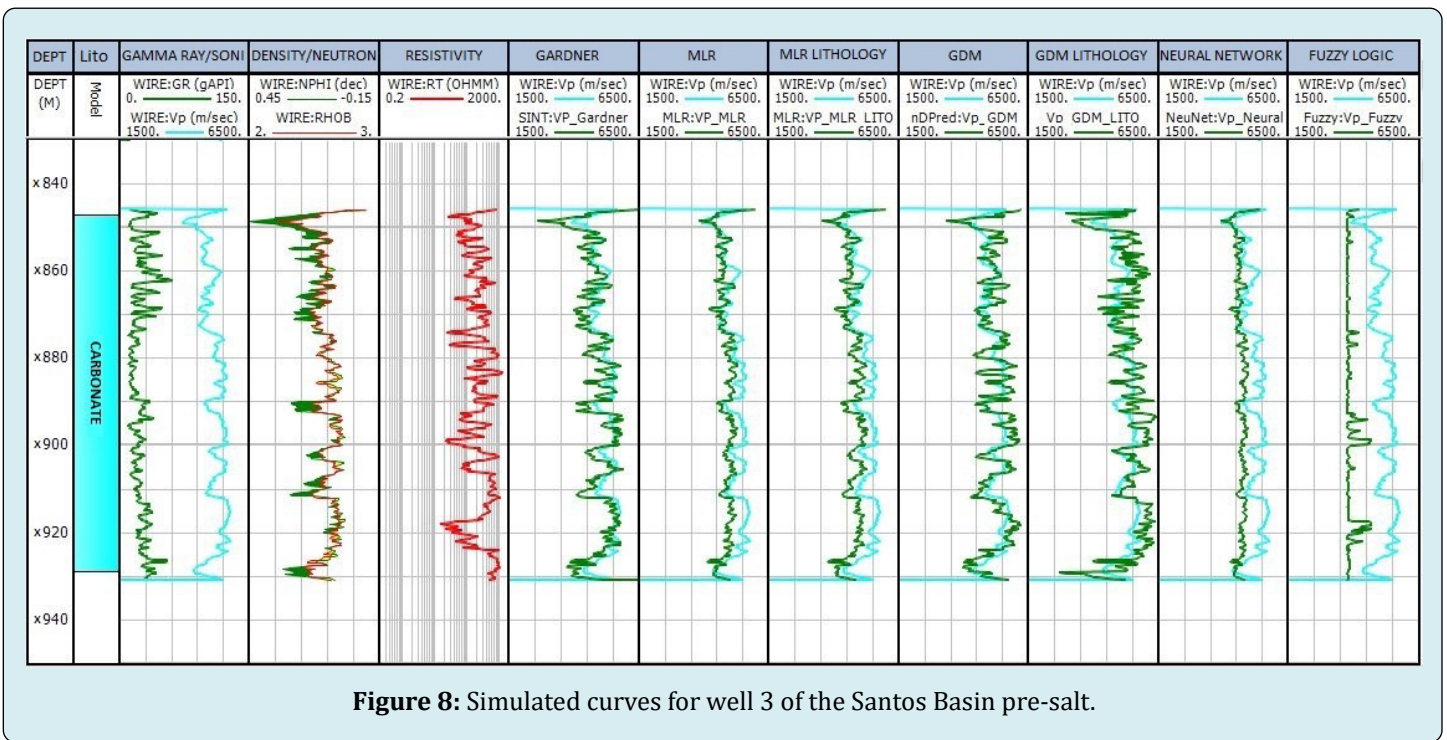 DEPT Lito GAMMA RAY/SONI DENSITY/NEUTRON RESISTIVITY GARDNER MLR MLR LITHOLOGY GDM GDM LITHOLOGY NEURAL NETWORK FUZZY LOGIC
DEPT (M)
Model
WIRE:GR (gAPI)
0. 150.
WIRE:Vp (m/sec)
1500. 6500.
WIRE:NPHI (dec)
0.45 -0.15
WIRE:RHOB
2. 3.
WIRE:RT (OHMM)
0.2 2000.
WIRE:Vp (m/sec)
1500. 6500.
SINT:VP_Gardner
1500. 6500.
WIRE:Vp (m/sec)
1500. 6500.
MLR:VP_MLR
1500. 6500.
WIRE:Vp (m/sec)
1500. 6500.
MLR:VP_MLR LITO
1500. 6500.
WIRE:Vp (m/sec)
1500. 6500.
nDPred:Vp_GDM
1500. 6500.
WIRE:Vp (m/sec)
1500. 6500.
Vp GDM_LITO
1500. 6500.
WIRE:Vp (m/sec)
1500. 6500.
NeuNet:Vp_Neural
1500. 6500.
WIRE:Vp (m/sec)
1500. 6500.
Fuzzy:Vp_Fuzzv
1500. 6500.
x840
x860
x880
x900
x920
x940
CARBONATE
Figure 8: Simulated curves for well 3 of the Santos Basin pre-salt.